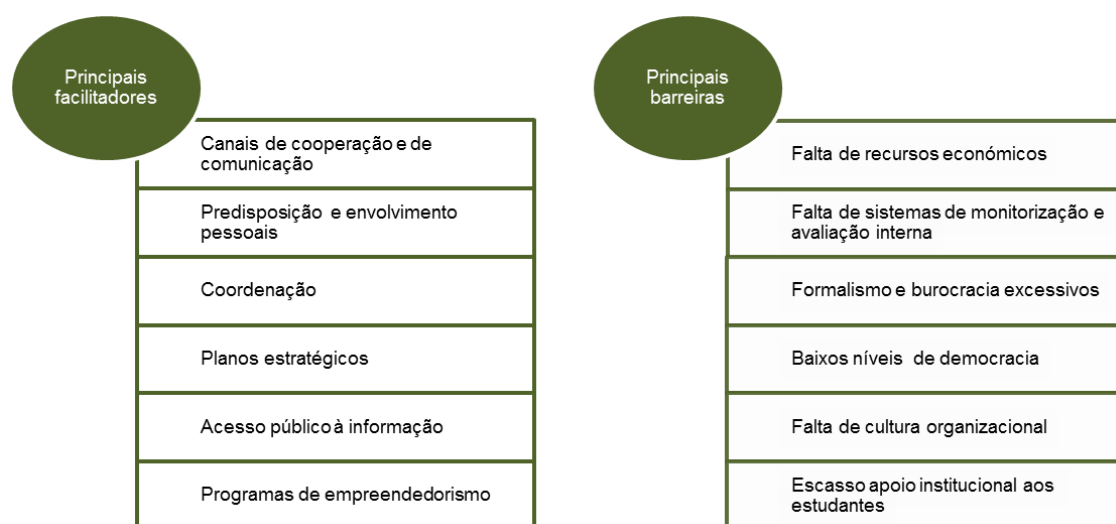 Principais
facilitadores
Canais de cooperação e de
comunicação
Predisposição e envolvimento
pessoais
Coordenação
Planos estratégicos
Acesso público à informação
Programas de empreendedorismo
Principais
barreiras
Falta de recursos económicos
Falta de sistemas de monitorização e
avaliação interna
Formalismo e burocracia excessivos
Baixos níveis de democracia
Falta de cultura organizacional
Escasso apoio institucional aos
estudantes